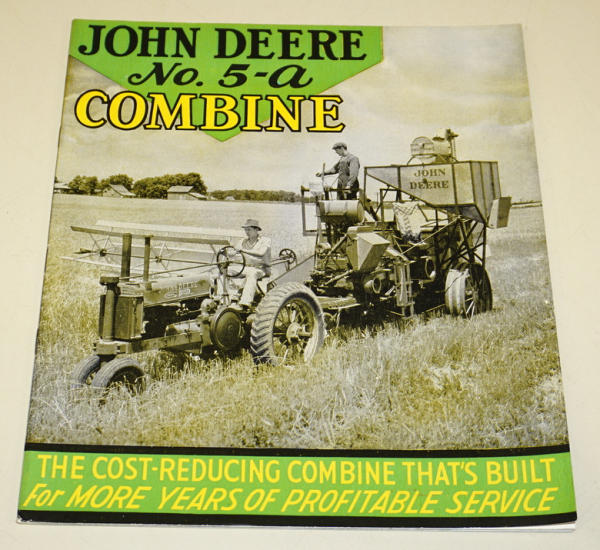 JOHN DEERE
No. 5-a
COMBINE
JOHN
DEERE
THE COST-REDUCING COMBINE THAT'S BUILT
For MORE YEARS OF PROFITABLE SERVICE